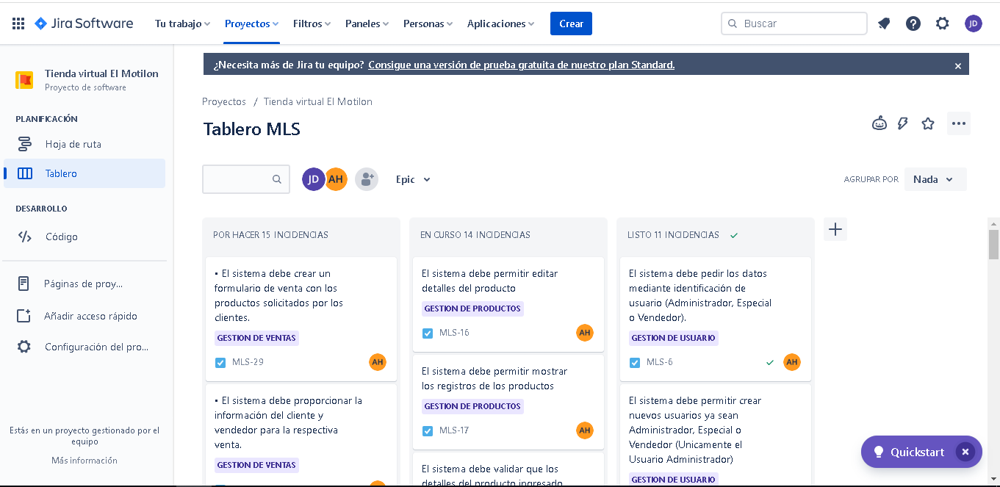 Jira Software
Tu trabajo
Proyectos
Filtros
Paneles
Personas
Aplicaciones
Crear
Buscar
JD
¿Necesita más de Jira tu equipo? Consigue una versión de prueba gratuita de nuestro plan Standard.
Tienda virtual El Motilon
Proyecto de software
PLANIFICACIÓN
Hoja de ruta
Tablero
DESARROLLO
Código
Páginas de proy...
Añadir acceso rápido
Configuración del pro...
Estás en un proyecto gestionado por el
equipo
Más información
Proyectos / Tienda virtual El Motilon
Tablero MLS
JD
AH
Epic
AGRUPAR POR
Nada
POR HACER 15 INCIDENCIAS
• El sistema debe crear un
formulario de venta con los
productos solicitados por los
clientes.
GESTION DE VENTAS
MLS-29
AH
• El sistema debe proporcionar la
información del cliente y
vendedor para la respectiva
venta.
GESTION DE VENTAS
EN CURSO 14 INCIDENCIAS
El sistema debe permitir editar
detalles del producto
GESTION DE PRODUCTOS
MLS-16
AH
El sistema debe permitir mostrar
los registros de los productos
GESTION DE PRODUCTOS
MLS-17
AH
El sistema debe validar que los
detalles del producto ingresado
LISTO 11 INCIDENCIAS
El sistema debe pedir los datos
mediante identificación de
usuario (Administrador, Especial
o Vendedor).
GESTION DE USUARIO
MLS-6
AH
El sistema debe permitir crear
nuevos usuarios ya sean
Administrador, Especial o
Vendedor (Unicamente el
Usuario Administrador)
GESTION DE USUARIO
Quickstart